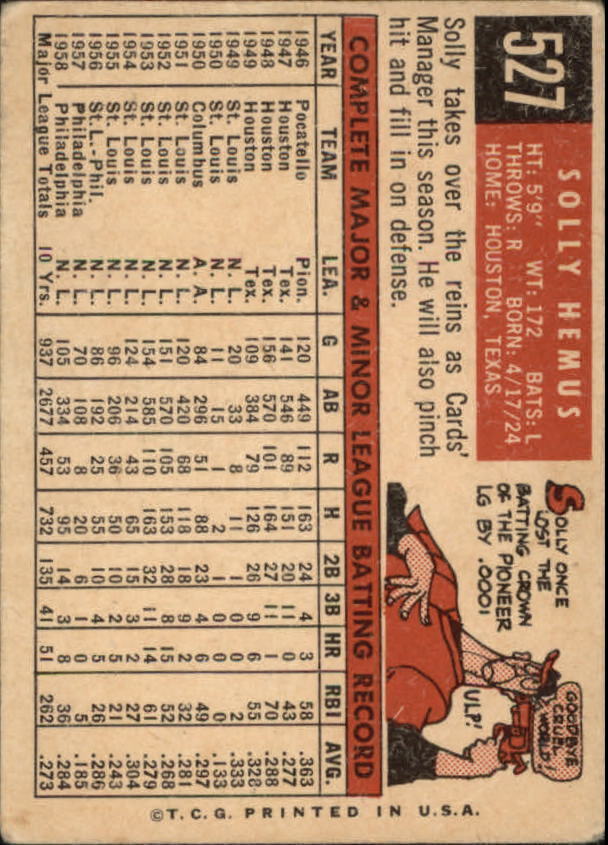 527
SOLLY HEMUS
HT: 5'9" WT: 172 BATS: L
THROWS: R BORN: 4/17/24
HOME: HOUSTON, TEXAS
Solly takes over the reins as Cards'
Manager this season. He will also pinch
hit and fill in on defense.
SOLLY ONCE
LOST THE
BATTING CROWN
OF THE PIONEER
LG BY .0001
GOODBYE
CRUEL
WORLD!
ULP!
COMPLETE MAJOR & MINOR LEAGUE BATTING RECORD
YEAR TEAM LEA. G AB R H 2B 3B HR RBI AVG.
1946 Pocatello Pion. 120 449 112 163 24 4 3 58 .363
1947 Houston Tex. 141 546 89 151 20 11 0 43 .277
1948 Houston Tex. 156 570 101 164 27 11 1 70 .288
1949 Houston Tex. 109 384 79 126 26 9 6 55 .328
1949 St. Louis N. L. 20 33 8 11 1 0 0 2 .333
1950 St. Louis N. L. 11 15 1 2 1 0 0 0 .133
1950 Columbus A. A. 84 296 51 88 23 4 6 49 .297
1951 St. Louis N. L. 120 420 68 118 18 9 2 32 .281
1952 St. Louis N. L. 151 570 105 153 28 8 15 52 .268
1953 St. Louis N. L. 154 585 110 163 32 11 14 61 .279
1954 St. Louis N. L. 124 214 43 65 15 3 2 27 .304
1955 St. Louis N. L. 96 206 36 50 10 2 5 21 .243
1956 St. L.-Phil. N. L. 86 192 25 55 10 4 5 26 .286
1957 Philadelphia N. L. 70 108 8 20 6 1 0 5 .185
1958 Philadelphia N. L. 105 334 53 95 14 3 8 36 .284
Major League Totals 10 Yrs. 937 2677 457 732 135 41 51 262 .273
©T.C.G. PRINTED IN U.S.A.